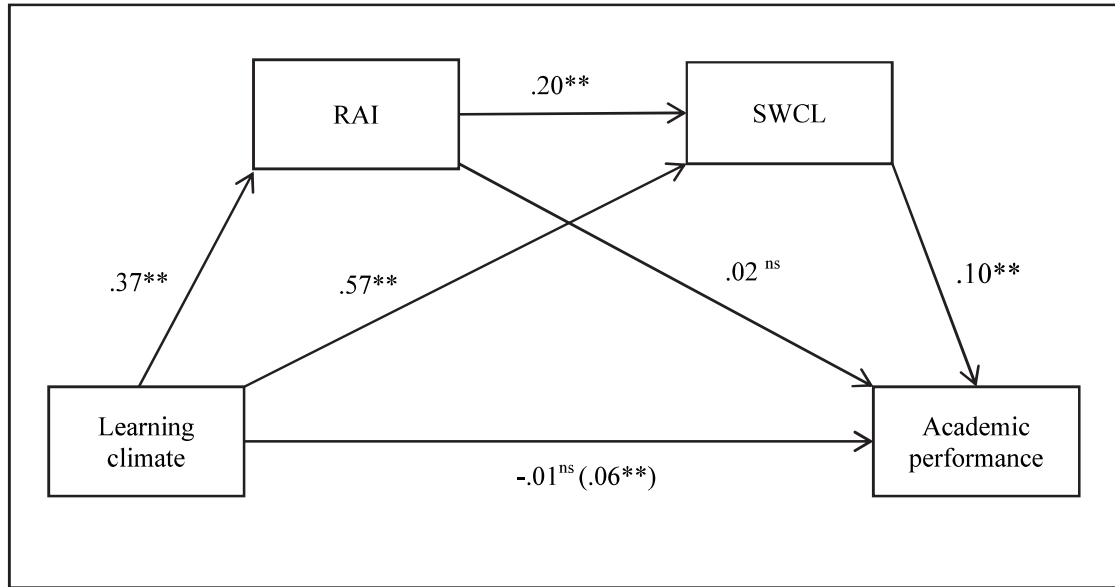 RAI
.20**
SWCL
.37**
.57**
.02 ns
.10**
Learning
climate
Academic
performance
-.01ns (.06**)